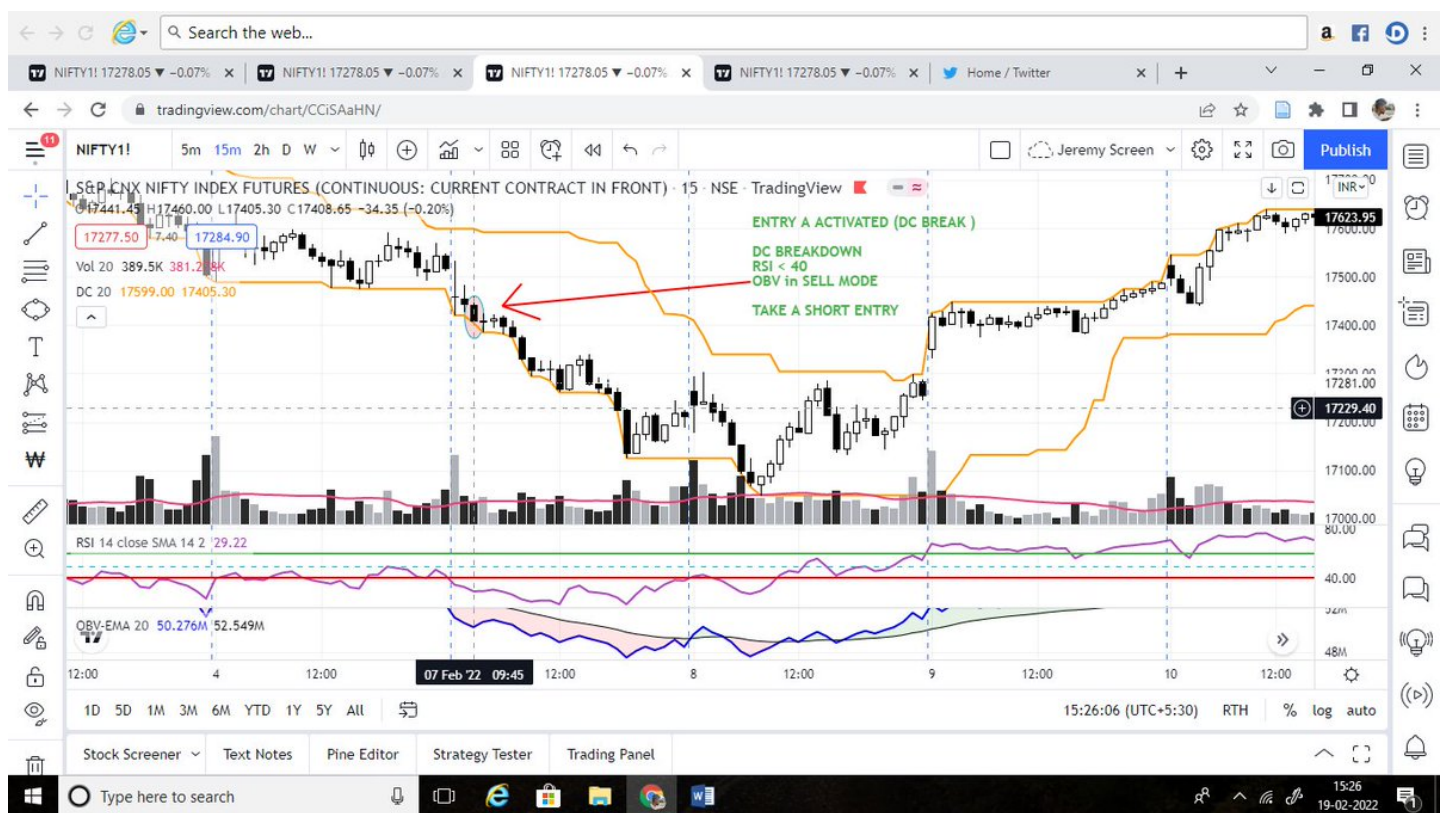 Search the web...
a
NIFTY1! 17278.05 ▼ −0.07% ×
NIFTY1! 17278.05 ▼ −0.07% ×
NIFTY1! 17278.05 ▼ −0.07% ×
NIFTY1! 17278.05 ▼ −0.07% ×
Home / Twitter ×
tradingview.com/chart/CCiSAaHN/
11
NIFTY1! 5m 15m 2h D W
Jeremy Screen
Publish
S&P CNX NIFTY INDEX FUTURES (CONTINUOUS: CURRENT CONTRACT IN FRONT) · 15 · NSE · TradingView
INR
O17441.45 H17460.00 L17405.30 C17408.65 −34.35 (−0.20%)
17277.50 7.40 17284.90
Vol 20 389.5K
DC 20 17599.00 17405.30
ENTRY A ACTIVATED (DC BREAK )
DC BREAKDOWN
RSI < 40
OBV in SELL MODE
TAKE A SHORT ENTRY
17623.95
17600.00
17500.00
17400.00
17281.00
17229.40
17200.00
17100.00
17000.00
80.00
RSI 14 close SMA 14 2 29.22
40.00
OBV-EMA 20 50.276M 52.549M
52M
48M
12:00 4 12:00 07 Feb '22 09:45 12:00 8 12:00 9 12:00 10 12:00
1D 5D 1M 3M 6M YTD 1Y 5Y All
15:26:06 (UTC+5:30) RTH % log auto
Stock Screener Text Notes Pine Editor Strategy Tester Trading Panel
Type here to search
15:26
19-02-2022
1